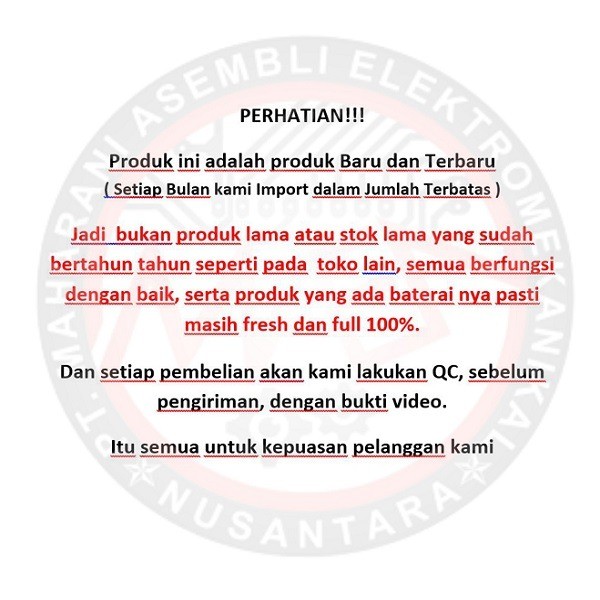 PERHATIAN!!!
Produk ini adalah produk Baru dan Terbaru
( Setiap Bulan kami Import dalam Jumlah Terbatas )
Jadi bukan produk lama atau stok lama yang sudah
bertahun tahun seperti pada toko lain, semua berfungsi
dengan baik, serta produk yang ada baterai nya pasti
masih fresh dan full 100%.
Dan setiap pembelian akan kami lakukan QC, sebelum
pengiriman, dengan bukti video.
Itu semua untuk kepuasan pelanggan kami
PT. MAHARANI ASEMBLI ELEKTROMEKANIKAL
NUSANTARA